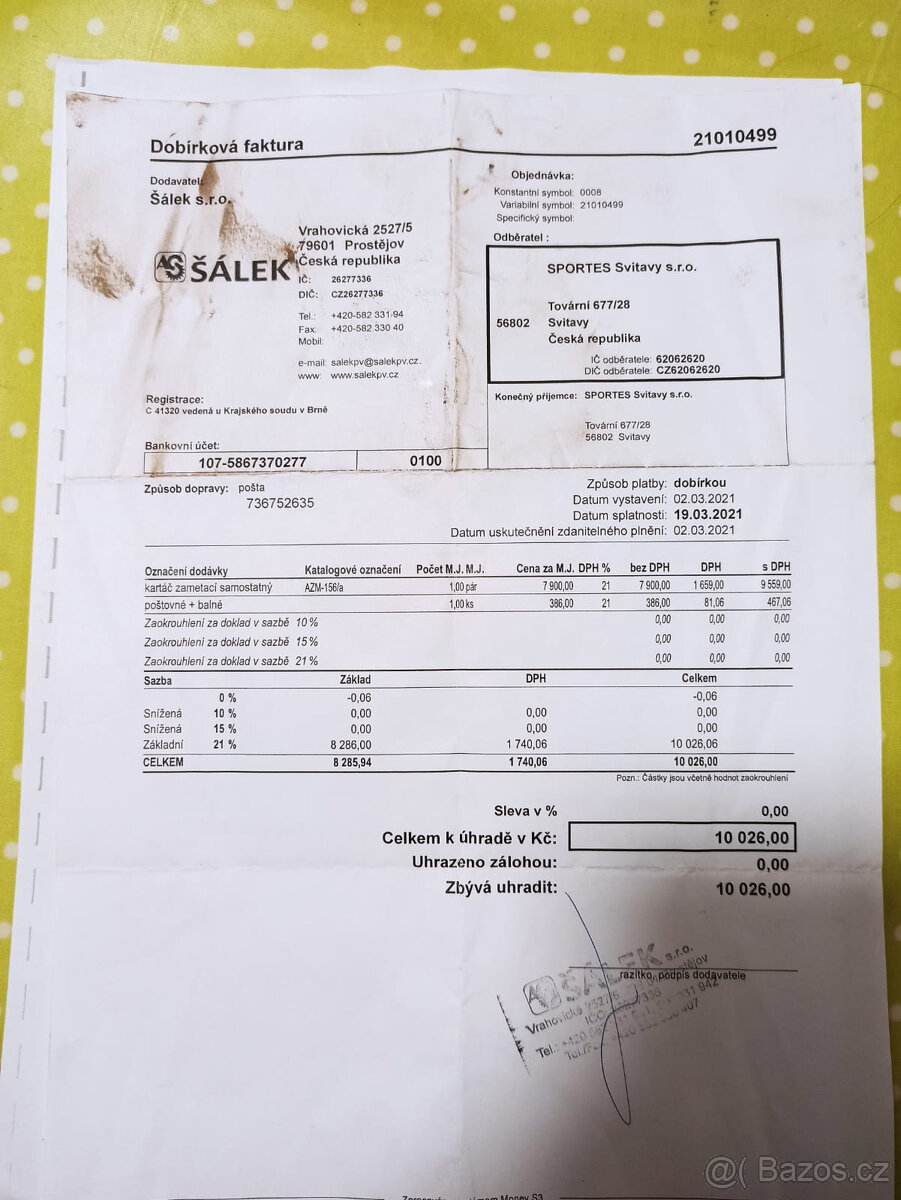 Dobírková faktura 21010499
Dodavatel:
Šálek s.r.o.
Vrahovická 2527/5
79601 Prostějov
Česká republika
AS ŠÁLEK
IČ: 26277336
DIČ: CZ26277336
Tel.: +420-582 331 94
Fax: +420-582 330 40
Mobil:
e-mail: salekpv@salekpv.cz.
www: www.salekpv.cz
Registrace:
C 41320 vedená u Krajského soudu v Brně
Bankovní účet:
107-5867370277 0100
Objednávka:
Konstantní symbol: 0008
Variabilní symbol: 21010499
Specifický symbol:
Odběratel :
SPORTES Svitavy s.r.o.
Tovární 677/28
56802 Svitavy
Česká republika
IČ odběratele: 62062620
DIČ odběratele: CZ62062620
Konečný příjemce: SPORTES Svitavy s.r.o.
Tovární 677/28
56802 Svitavy
Způsob dopravy: pošta
736752635
Způsob platby: dobírkou
Datum vystavení: 02.03.2021
Datum splatnosti: 19.03.2021
Datum uskutečnění zdanitelného plnění: 02.03.2021
Označení dodávky Katalogové označení Počet M.J. M.J. Cena za M.J. DPH % bez DPH DPH s DPH
kartáč zametací samostatný AZM-156/a 1,00 pár 7 900,00 21 7 900,00 1 659,00 9 559,00
poštovné + balné 1,00 ks 386,00 21 386,00 81,06 467,06
Zaokrouhlení za doklad v sazbě 10 % 0,00 0,00 0,00
Zaokrouhlení za doklad v sazbě 15 % 0,00 0,00 0,00
Zaokrouhlení za doklad v sazbě 21 % 0,00 0,00 0,00
Sazba Základ DPH Celkem
0 % -0,06 -0,06
Snížená 10 % 0,00 0,00 0,00
Snížená 15 % 0,00 0,00 0,00
Základní 21 % 8 286,00 1 740,06 10 026,06
CELKEM 8 285,94 1 740,06 10 026,00
Pozn.: Částky jsou včetně hodnot zaokrouhlení
Sleva v % 0,00
Celkem k úhradě v Kč: 10 026,00
Uhrazeno zálohou: 0,00
Zbývá uhradit: 10 026,00
razítko, podpis dodavatele
ŠÁLEK s.r.o.
Vrahovická
Tel.:
Money S3
@( Bazos.cz